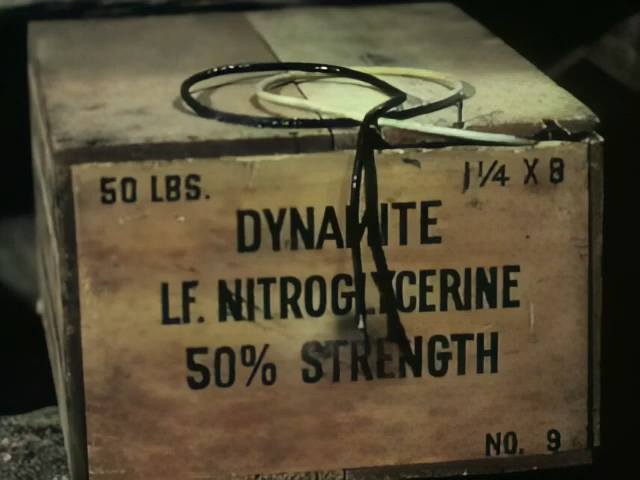 50 LBS.
1¼ X 8
DYNAMITE
LF. NITROGLYCERINE
50% STRENGTH
NO. 9